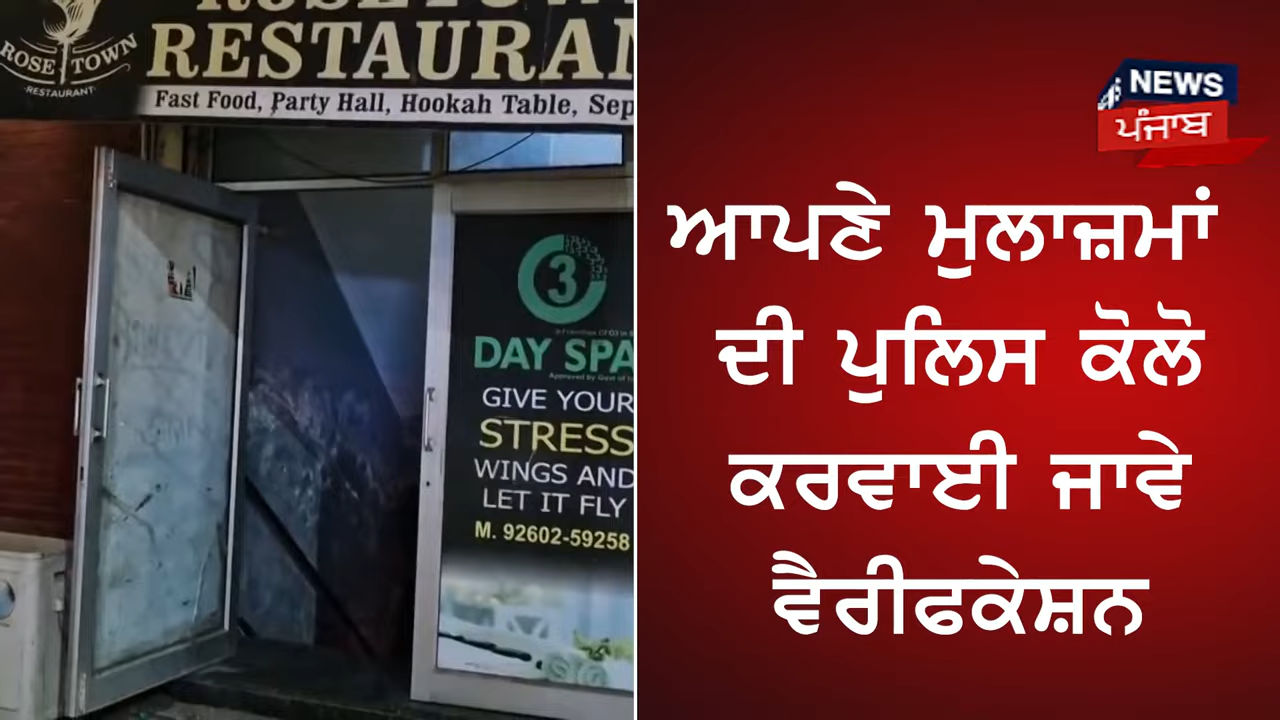 ROSE TOWN
RESTAURANT
RESTAURAN
Fast Food, Party Hall, Hookah Table, Sep
3
DAY SPA
GIVE YOUR
STRESS
WINGS AND
LET IT FLY
M. 92602-59258
NEWS
ਪੰਜਾਬ
ਆਪਣੇ ਮੁਲਾਜ਼ਮਾਂ
ਦੀ ਪੁਲਿਸ ਕੋਲੋ
ਕਰਵਾਈ ਜਾਵੇ
ਵੈਰੀਫਕੇਸ਼ਨ